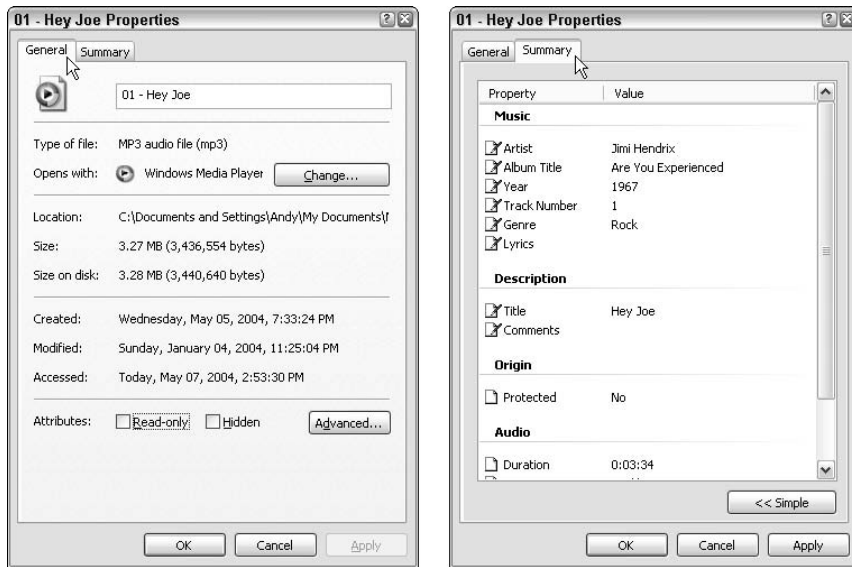 01 - Hey Joe Properties
General Summary
01 - Hey Joe
Type of file: MP3 audio file (mp3)
Opens with: Windows Media Player Change...
Location: C:\Documents and Settings\Andy\My Documents\
Size: 3.27 MB (3,436,554 bytes)
Size on disk: 3.28 MB (3,440,640 bytes)
Created: Wednesday, May 05, 2004, 7:33:24 PM
Modified: Sunday, January 04, 2004, 11:25:04 PM
Accessed: Today, May 07, 2004, 2:53:30 PM
Attributes: Read-only Hidden Advanced...
OK Cancel Apply
01 - Hey Joe Properties
General Summary
Property Value
Music
Artist Jimi Hendrix
Album Title Are You Experienced
Year 1967
Track Number 1
Genre Rock
Lyrics
Description
Title Hey Joe
Comments
Origin
Protected No
Audio
Duration 0:03:34
<< Simple
OK Cancel Apply